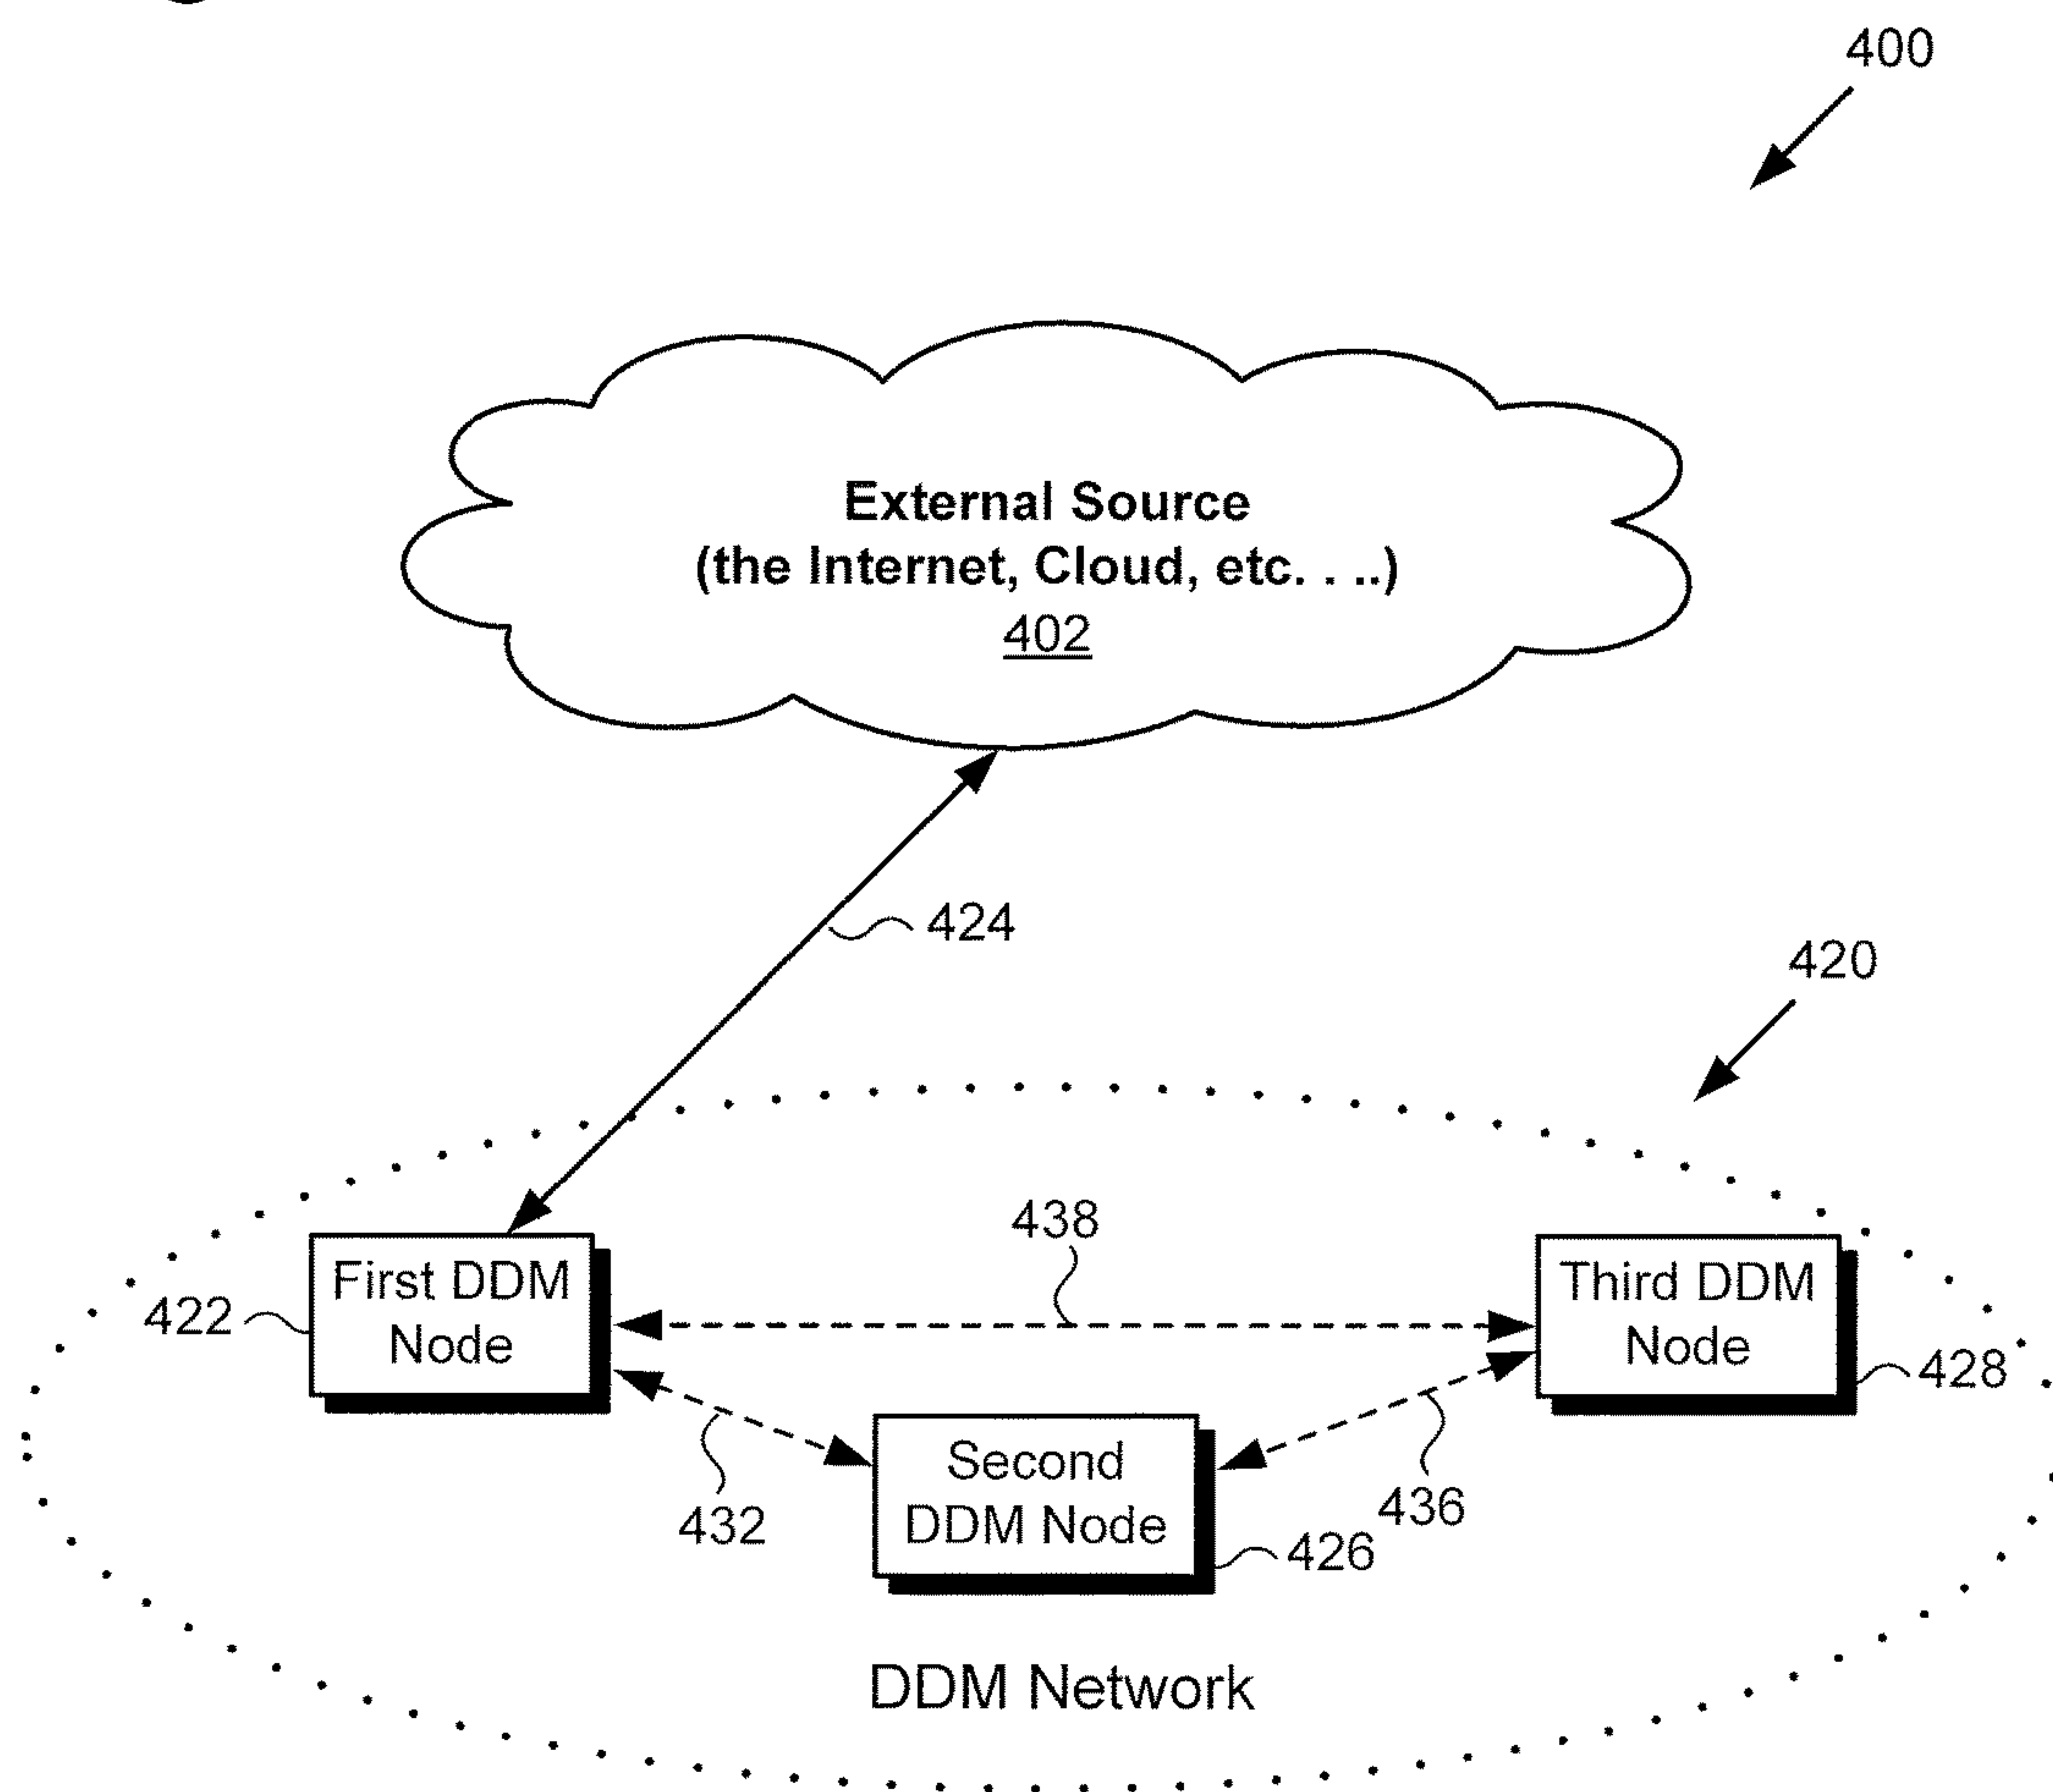 400
External Source
(the Internet, Cloud, etc. . ..)
402
424
420
438
First DDM
Node
Third DDM
Node
422
428
Second
DDM Node
432
436
426
DDM Network